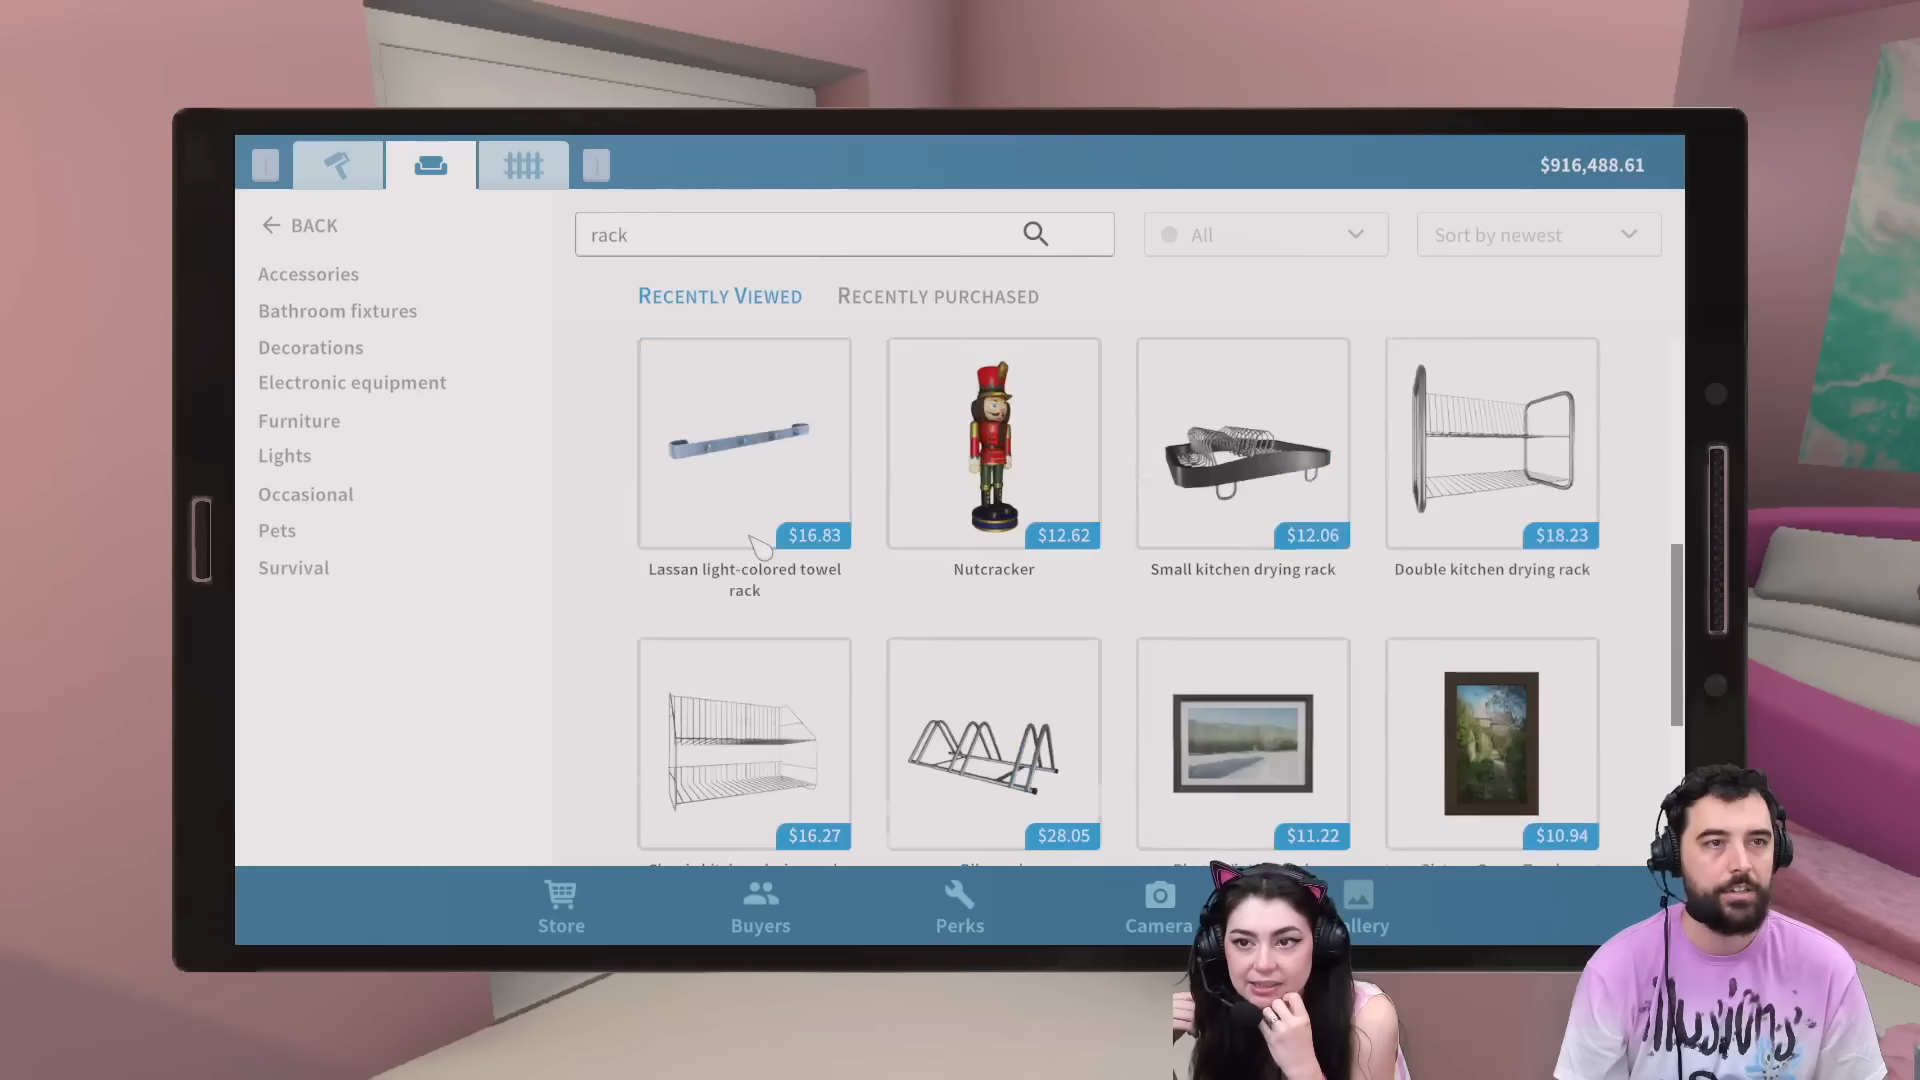 $916,488.61
BACK
rack
All
Sort by newest
Accessories
Bathroom fixtures
Decorations
Electronic equipment
Furniture
Lights
Occasional
Pets
Survival
RECENTLY VIEWED
RECENTLY PURCHASED
$16.83
$12.62
$12.06
$18.23
Lassan light-colored towel
rack
Nutcracker
Small kitchen drying rack
Double kitchen drying rack
$16.27
$28.05
$11.22
$10.94
Store
Buyers
Perks
Camera
allery
illusions